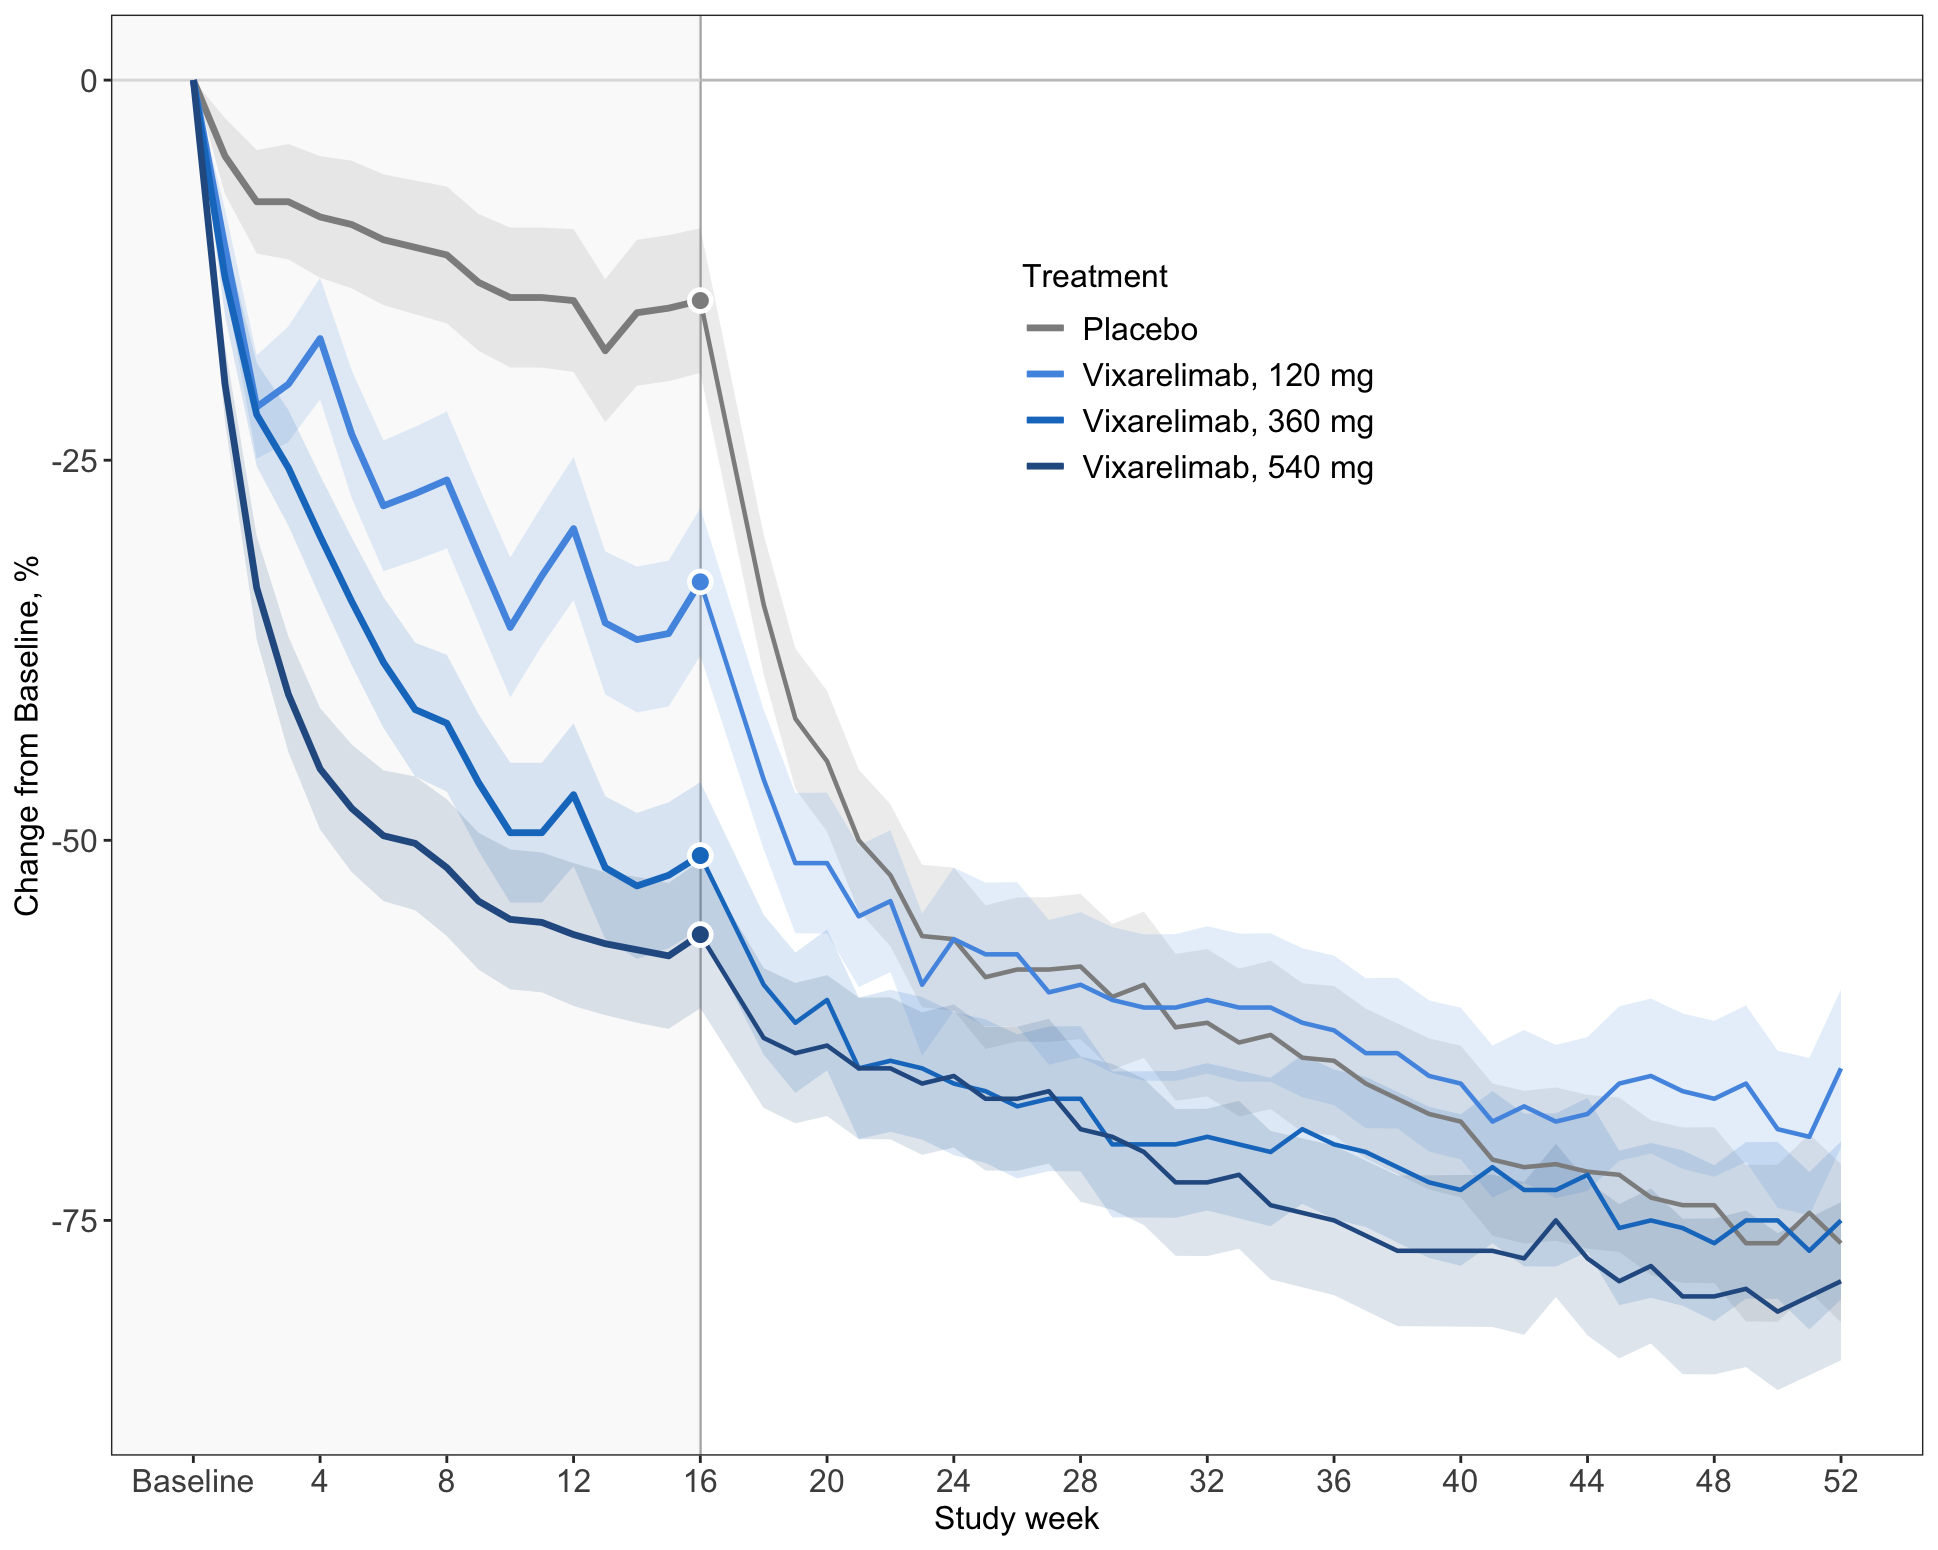 0
-25
-50
-75
Change from Baseline, %
Treatment
Placebo
Vixarelimab, 120 mg
Vixarelimab, 360 mg
Vixarelimab, 540 mg
Baseline 4 8 12 16 20 24 28 32 36 40 44 48 52
Study week